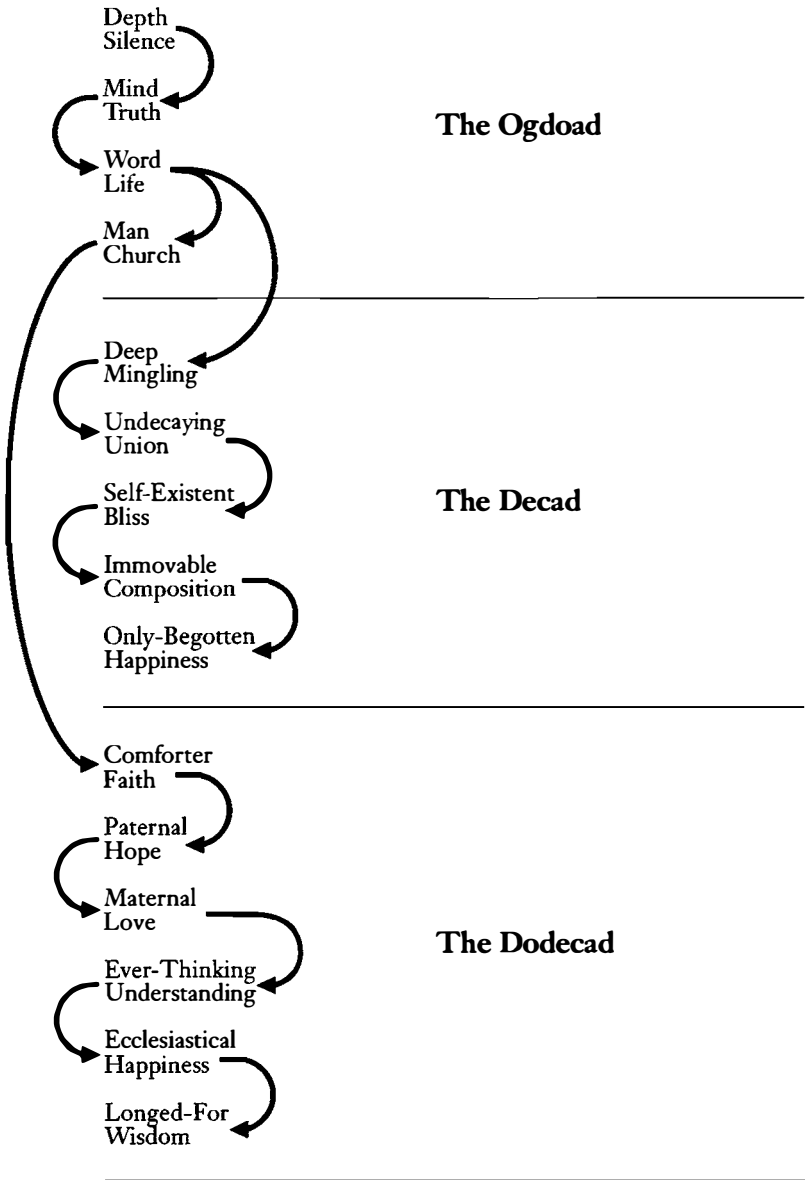 Depth
Silence
Mind
Truth
The Ogdoad
Word
Life
Man
Church
Deep
Mingling
Undecaying
Union
Self-Existent
Bliss
The Decad
Immovable
Composition
Only-Begotten
Happiness
Comforter
Faith
Paternal
Hope
Maternal
Love
The Dodecad
Ever-Thinking
Understanding
Ecclesiastical
Happiness
Longed-For
Wisdom